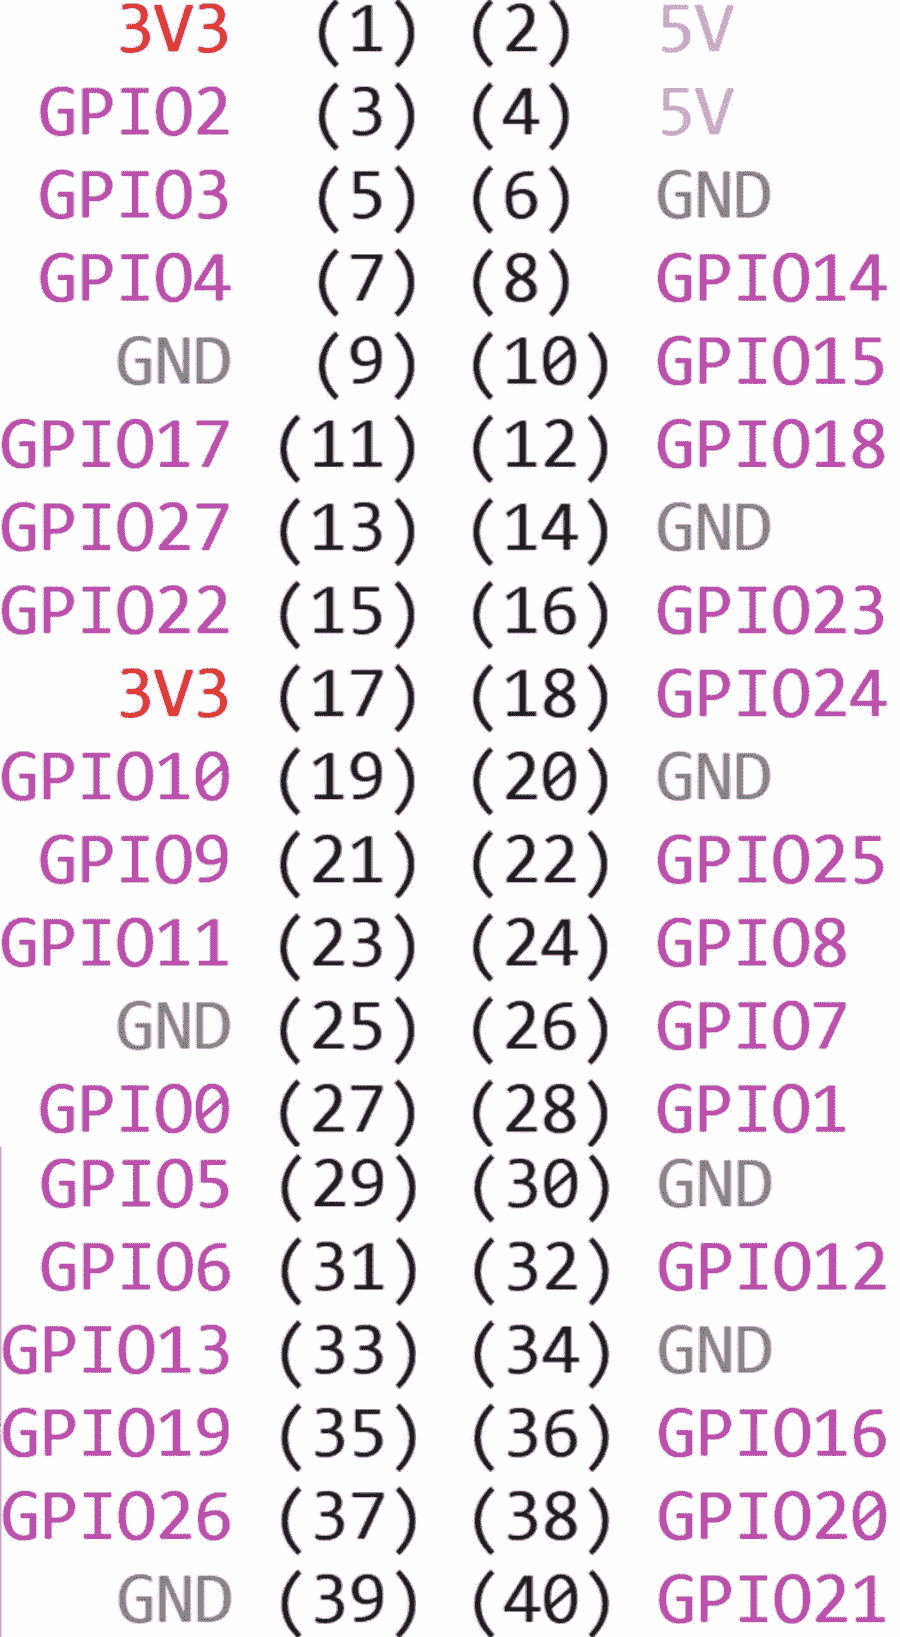 3V3 (1) (2) 5V
GPIO2 (3) (4) 5V
GPIO3 (5) (6) GND
GPIO4 (7) (8) GPIO14
GND (9) (10) GPIO15
GPIO17 (11) (12) GPIO18
GPIO27 (13) (14) GND
GPIO22 (15) (16) GPIO23
3V3 (17) (18) GPIO24
GPIO10 (19) (20) GND
GPIO9 (21) (22) GPIO25
GPIO11 (23) (24) GPIO8
GND (25) (26) GPIO7
GPIO0 (27) (28) GPIO1
GPIO5 (29) (30) GND
GPIO6 (31) (32) GPIO12
GPIO13 (33) (34) GND
GPIO19 (35) (36) GPIO16
GPIO26 (37) (38) GPIO20
GND (39) (40) GPIO21